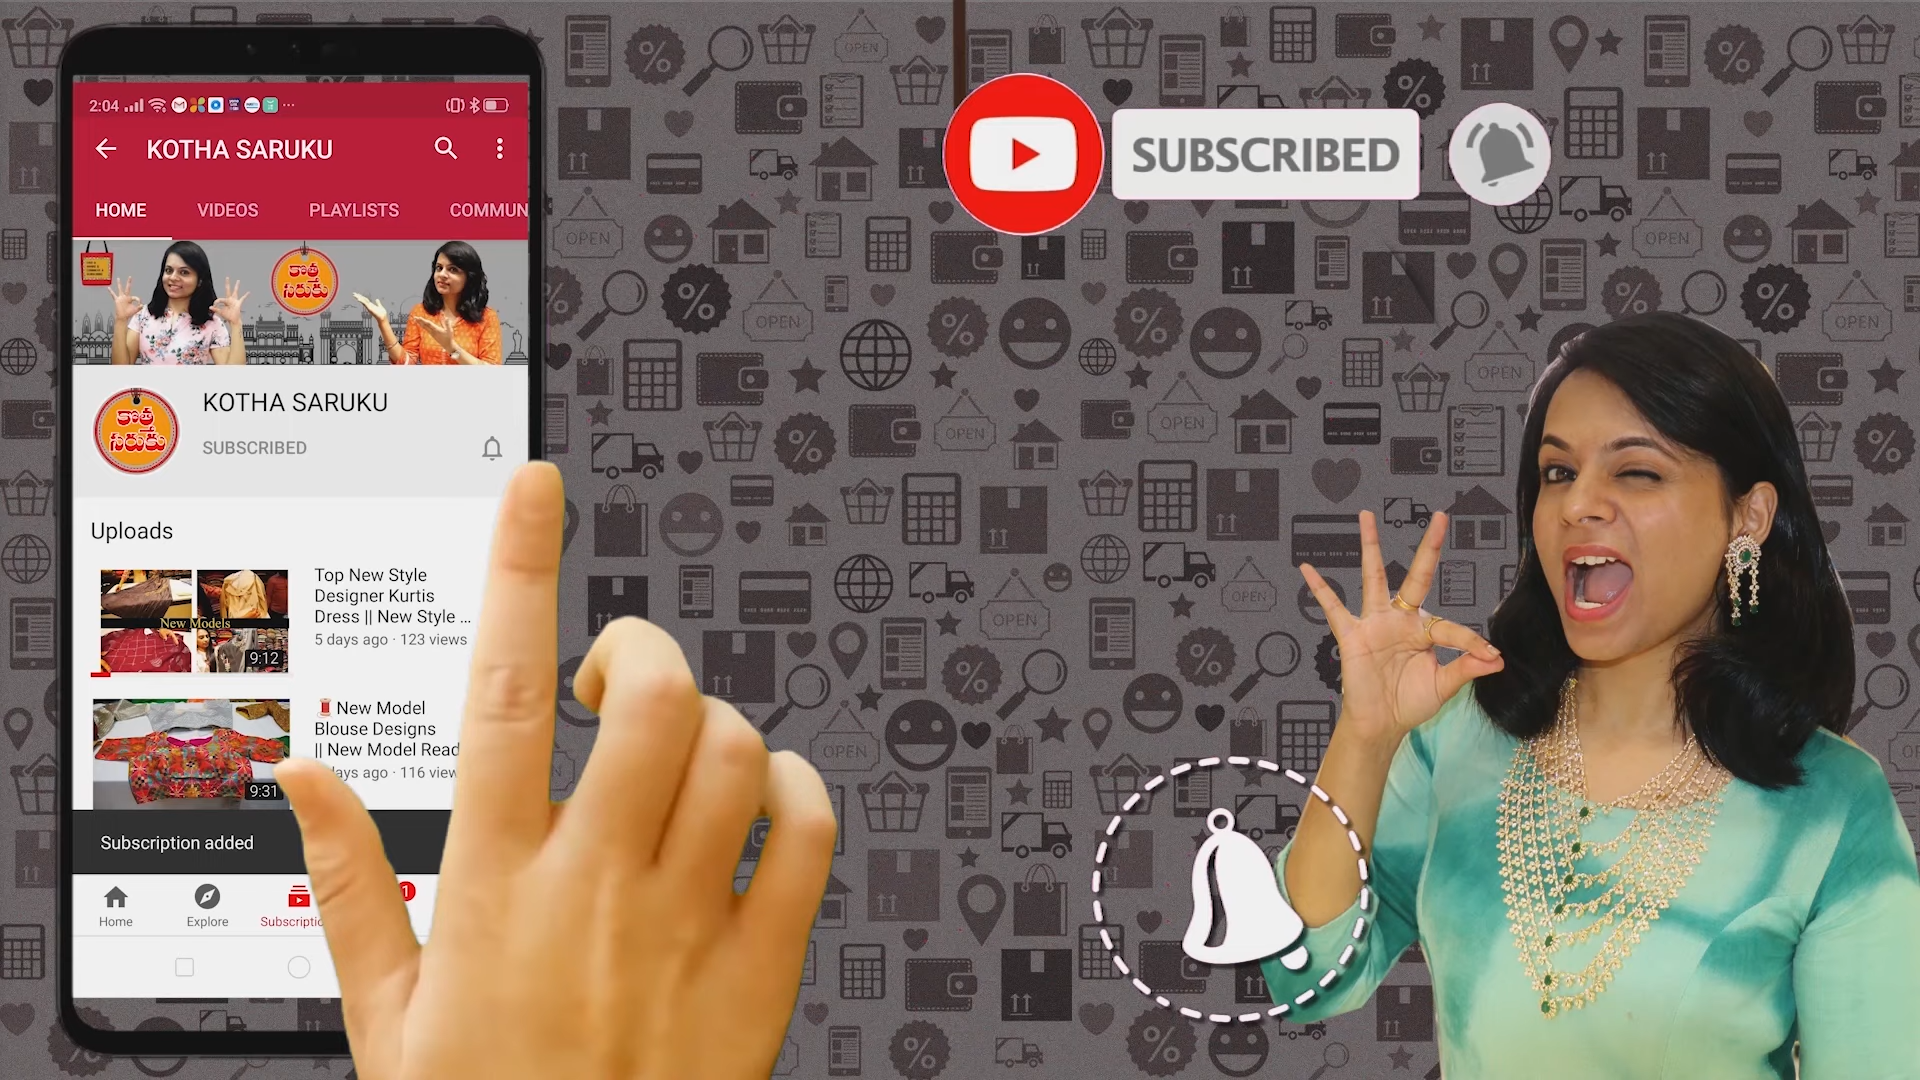 2:04
KOTHA SARUKU
HOME VIDEOS PLAYLISTS COMMUN
కొత్త
సరుకు
KOTHA SARUKU
SUBSCRIBED
కొత్త
సరుకు
Uploads
New Models
9:12
Top New Style
Designer Kurtis
Dress || New Style ...
5 days ago · 123 views
9:31
New Model
Blouse Designs
|| New Model Read
days ago · 116 view
Subscription added
1
Home Explore Subscriptio
SUBSCRIBED
OPEN
OPEN
OPEN
OPEN
OPEN
OPEN
OPEN
OPEN
OPEN
OPEN
OPEN
OPEN